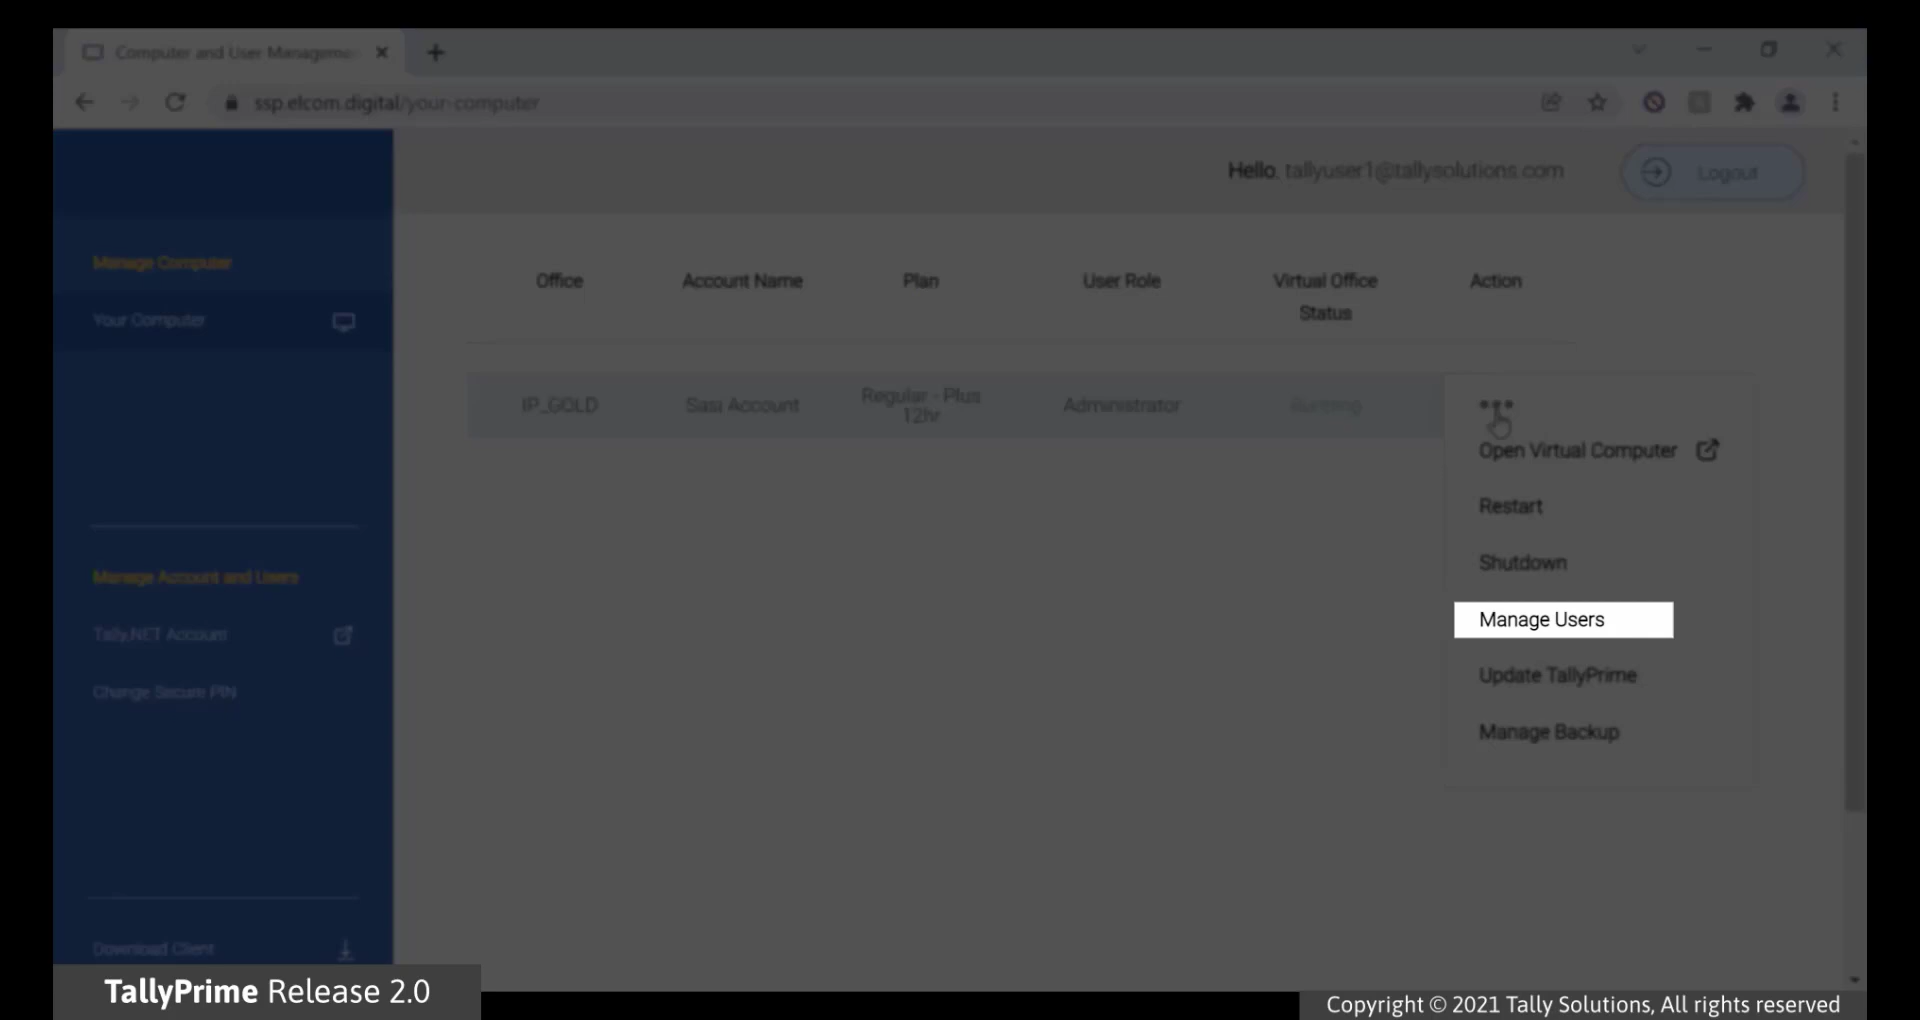 Computer and User Manageme
ssp.elcom.digital/your-computer
Hello, tallyuser1@tallysolutions.com
Logout
Manage Computer
Your Computer
Office
Account Name
Plan
User Role
Virtual Office
Status
Action
IP_GOLD
Sasi Account
Regular - Plus
12hr
Administrator
Running
Open Virtual Computer
Restart
Shutdown
Manage Users
Update TallyPrime
Manage Backup
Manage Account and Users
Tally.NET Account
Change Secure PIN
Download Client
TallyPrime Release 2.0
Copyright © 2021 Tally Solutions, All rights reserved